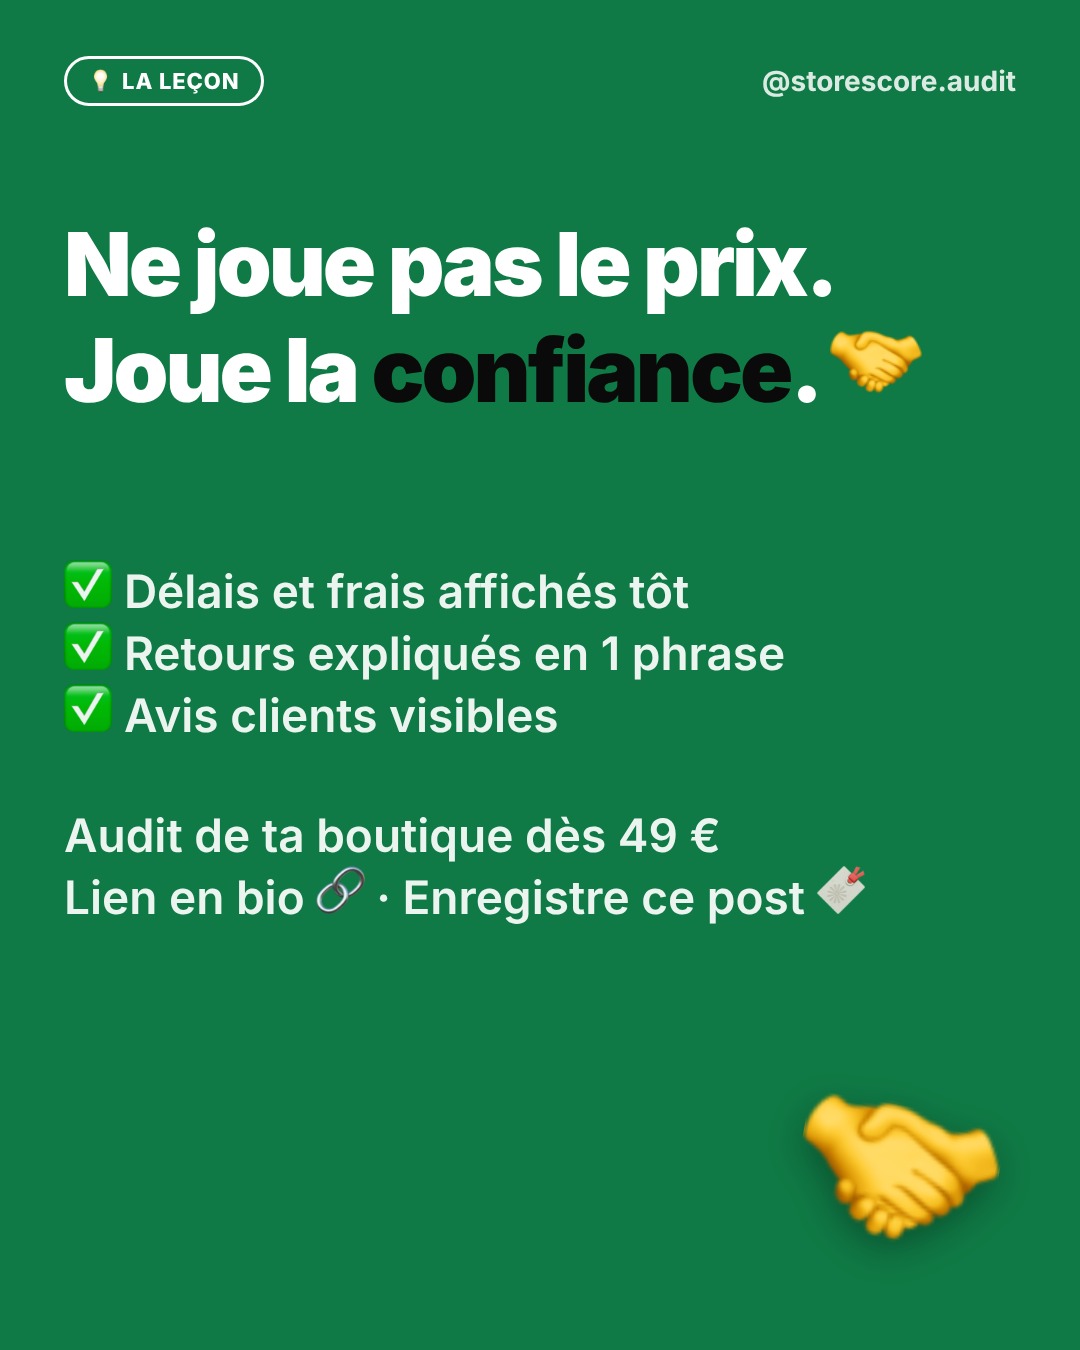 💡 LA LEÇON
@storescore.audit
Ne joue pas le prix.
Joue la confiance. 🤝
✅ Délais et frais affichés tôt
✅ Retours expliqués en 1 phrase
✅ Avis clients visibles
Audit de ta boutique dès 49 €
Lien en bio 🔗 · Enregistre ce post 🔖